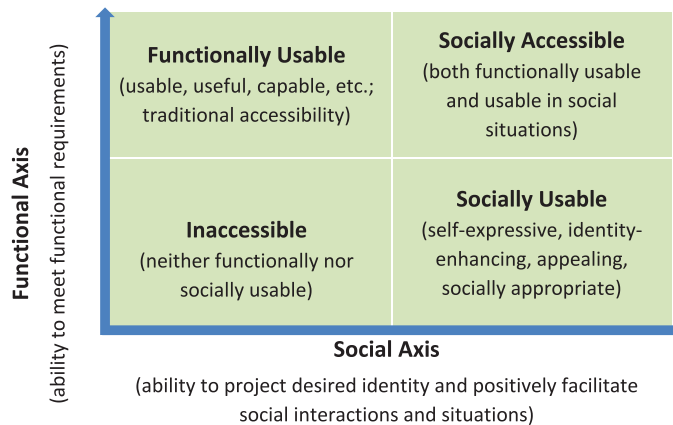 Functional Axis
(ability to meet functional requirements)
Functionally Usable
(usable, useful, capable, etc.;
traditional accessibility)
Socially Accessible
(both functionally usable
and usable in social
situations)
Inaccessible
(neither functionally nor
socially usable)
Socially Usable
(self-expressive, identity-
enhancing, appealing,
socially appropriate)
Social Axis
(ability to project desired identity and positively facilitate
social interactions and situations)